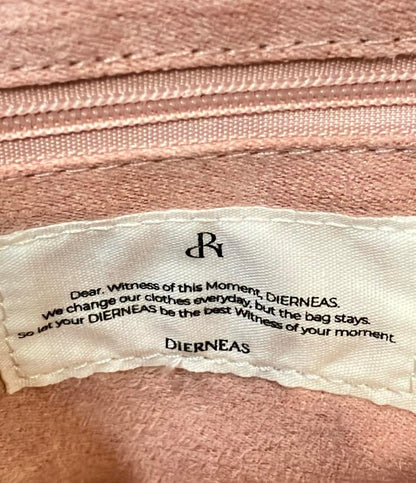 Dear. Witness of this Moment, DIERNEAS.
We change our clothes everyday, but the bag stays.
So let your DIERNEAS be the best Witness of your moment.
DIERNEAS